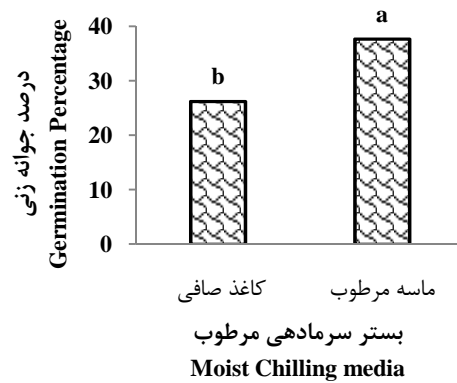 درصد جوانه زنی
Germination Percentage
40
30
20
10
0
b
a
کاغذ صافی
ماسه مرطوب
بستر سرمادهی مرطوب
Moist Chilling media